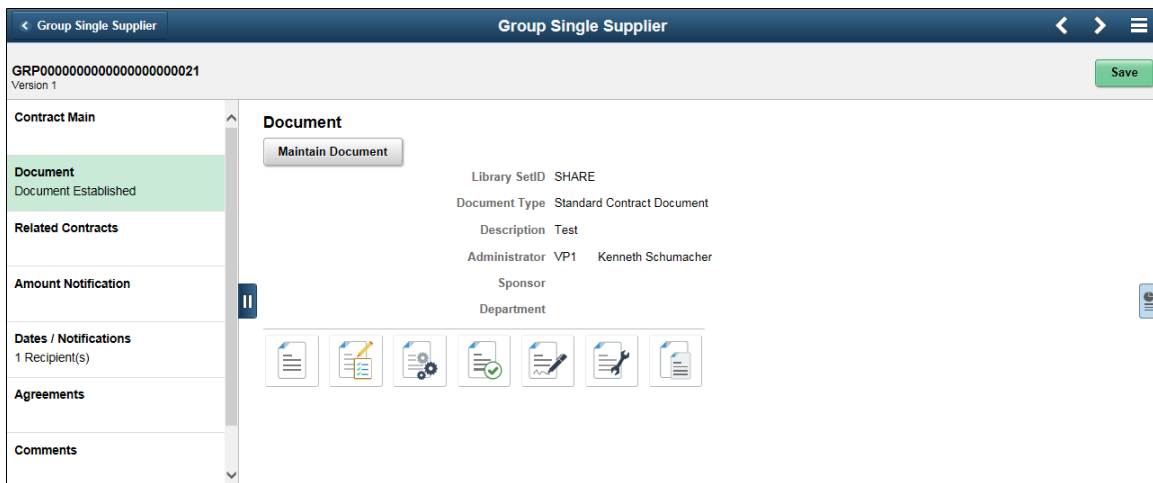 Group Single Supplier
Group Single Supplier
GRP0000000000000000000021
Version 1
Save
Contract Main
Document
Document Established
Related Contracts
Amount Notification
Dates / Notifications
1 Recipient(s)
Agreements
Comments
Document
Maintain Document
Library SetID SHARE
Document Type Standard Contract Document
Description Test
Administrator VP1 Kenneth Schumacher
Sponsor
Department